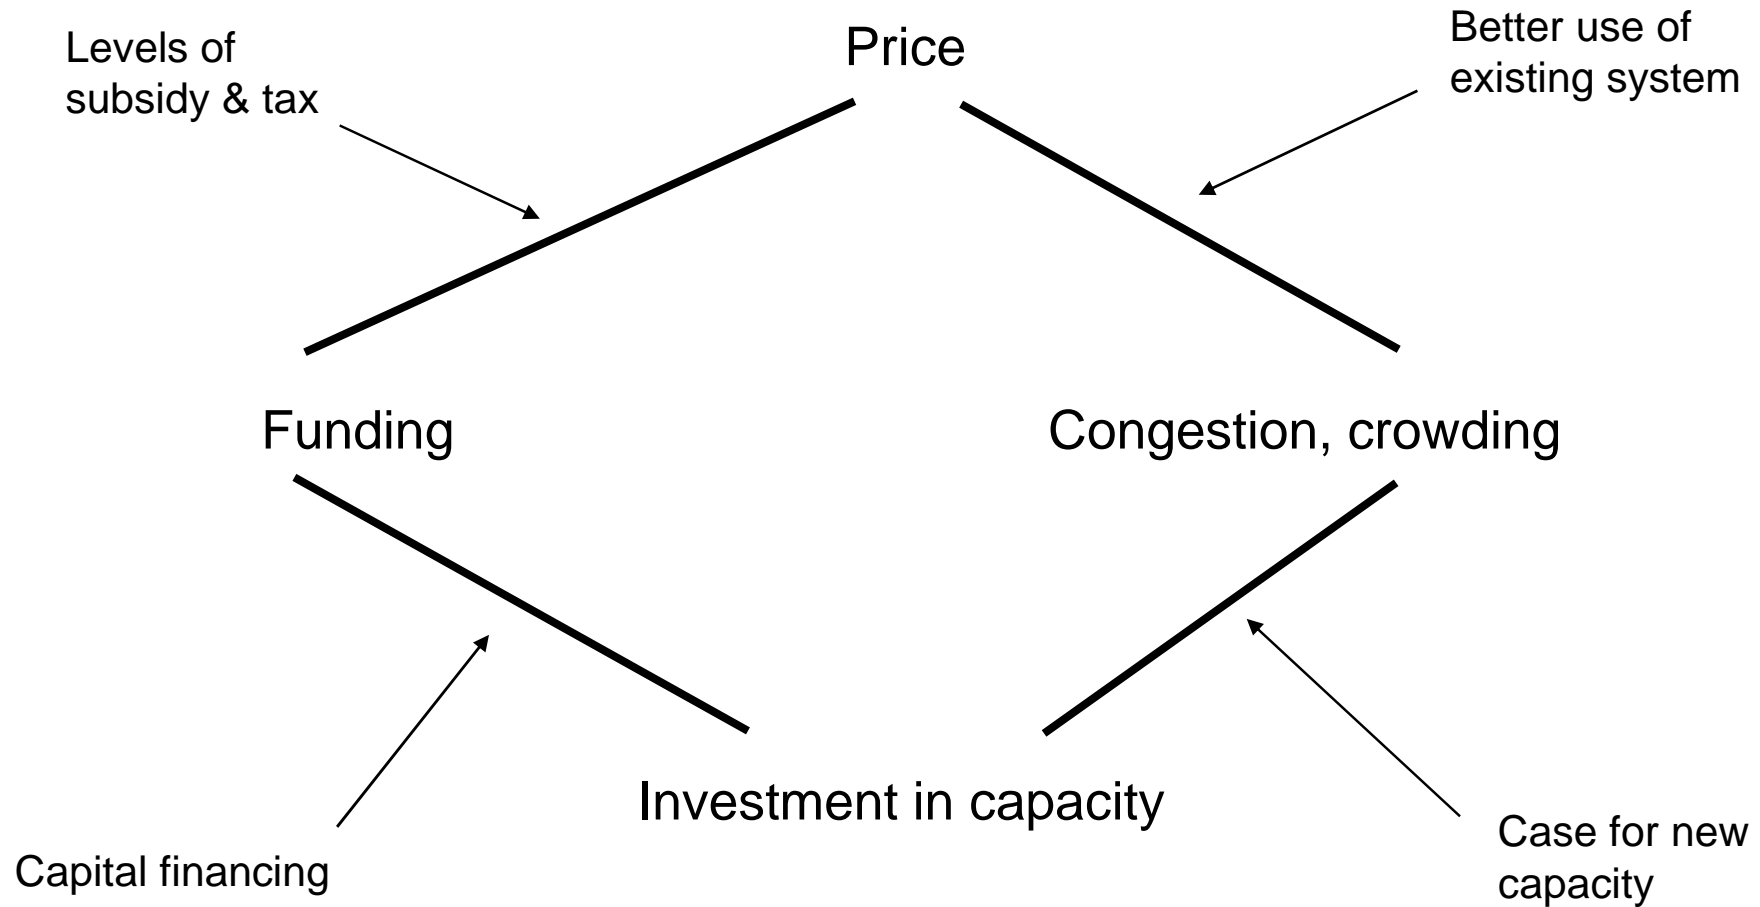 Levels of
subsidy & tax
Price
Better use of
existing system
Funding
Congestion, crowding
Investment in capacity
Capital financing
Case for new
capacity